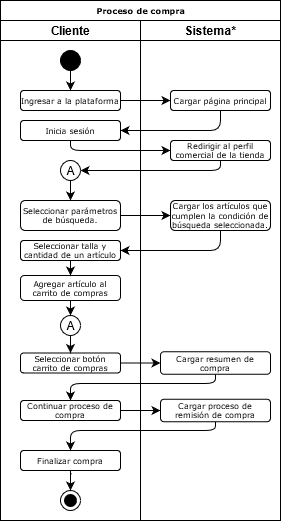 Proceso de compra
Cliente
Sistema*
Ingresar a la plataforma
Cargar página principal
Inicia sesión
Redirigir al perfil
comercial de la tienda
A
Seleccionar parámetros
de búsqueda.
Cargar los artículos que
cumplen la condición de
búsqueda seleccionada.
Seleccionar talla y
cantidad de un artículo
Agregar artículo al
carrito de compras
A
Seleccionar botón
carrito de compras
Cargar resumen de
compra
Continuar proceso de
compra
Cargar proceso de
remisión de compra
Finalizar compra